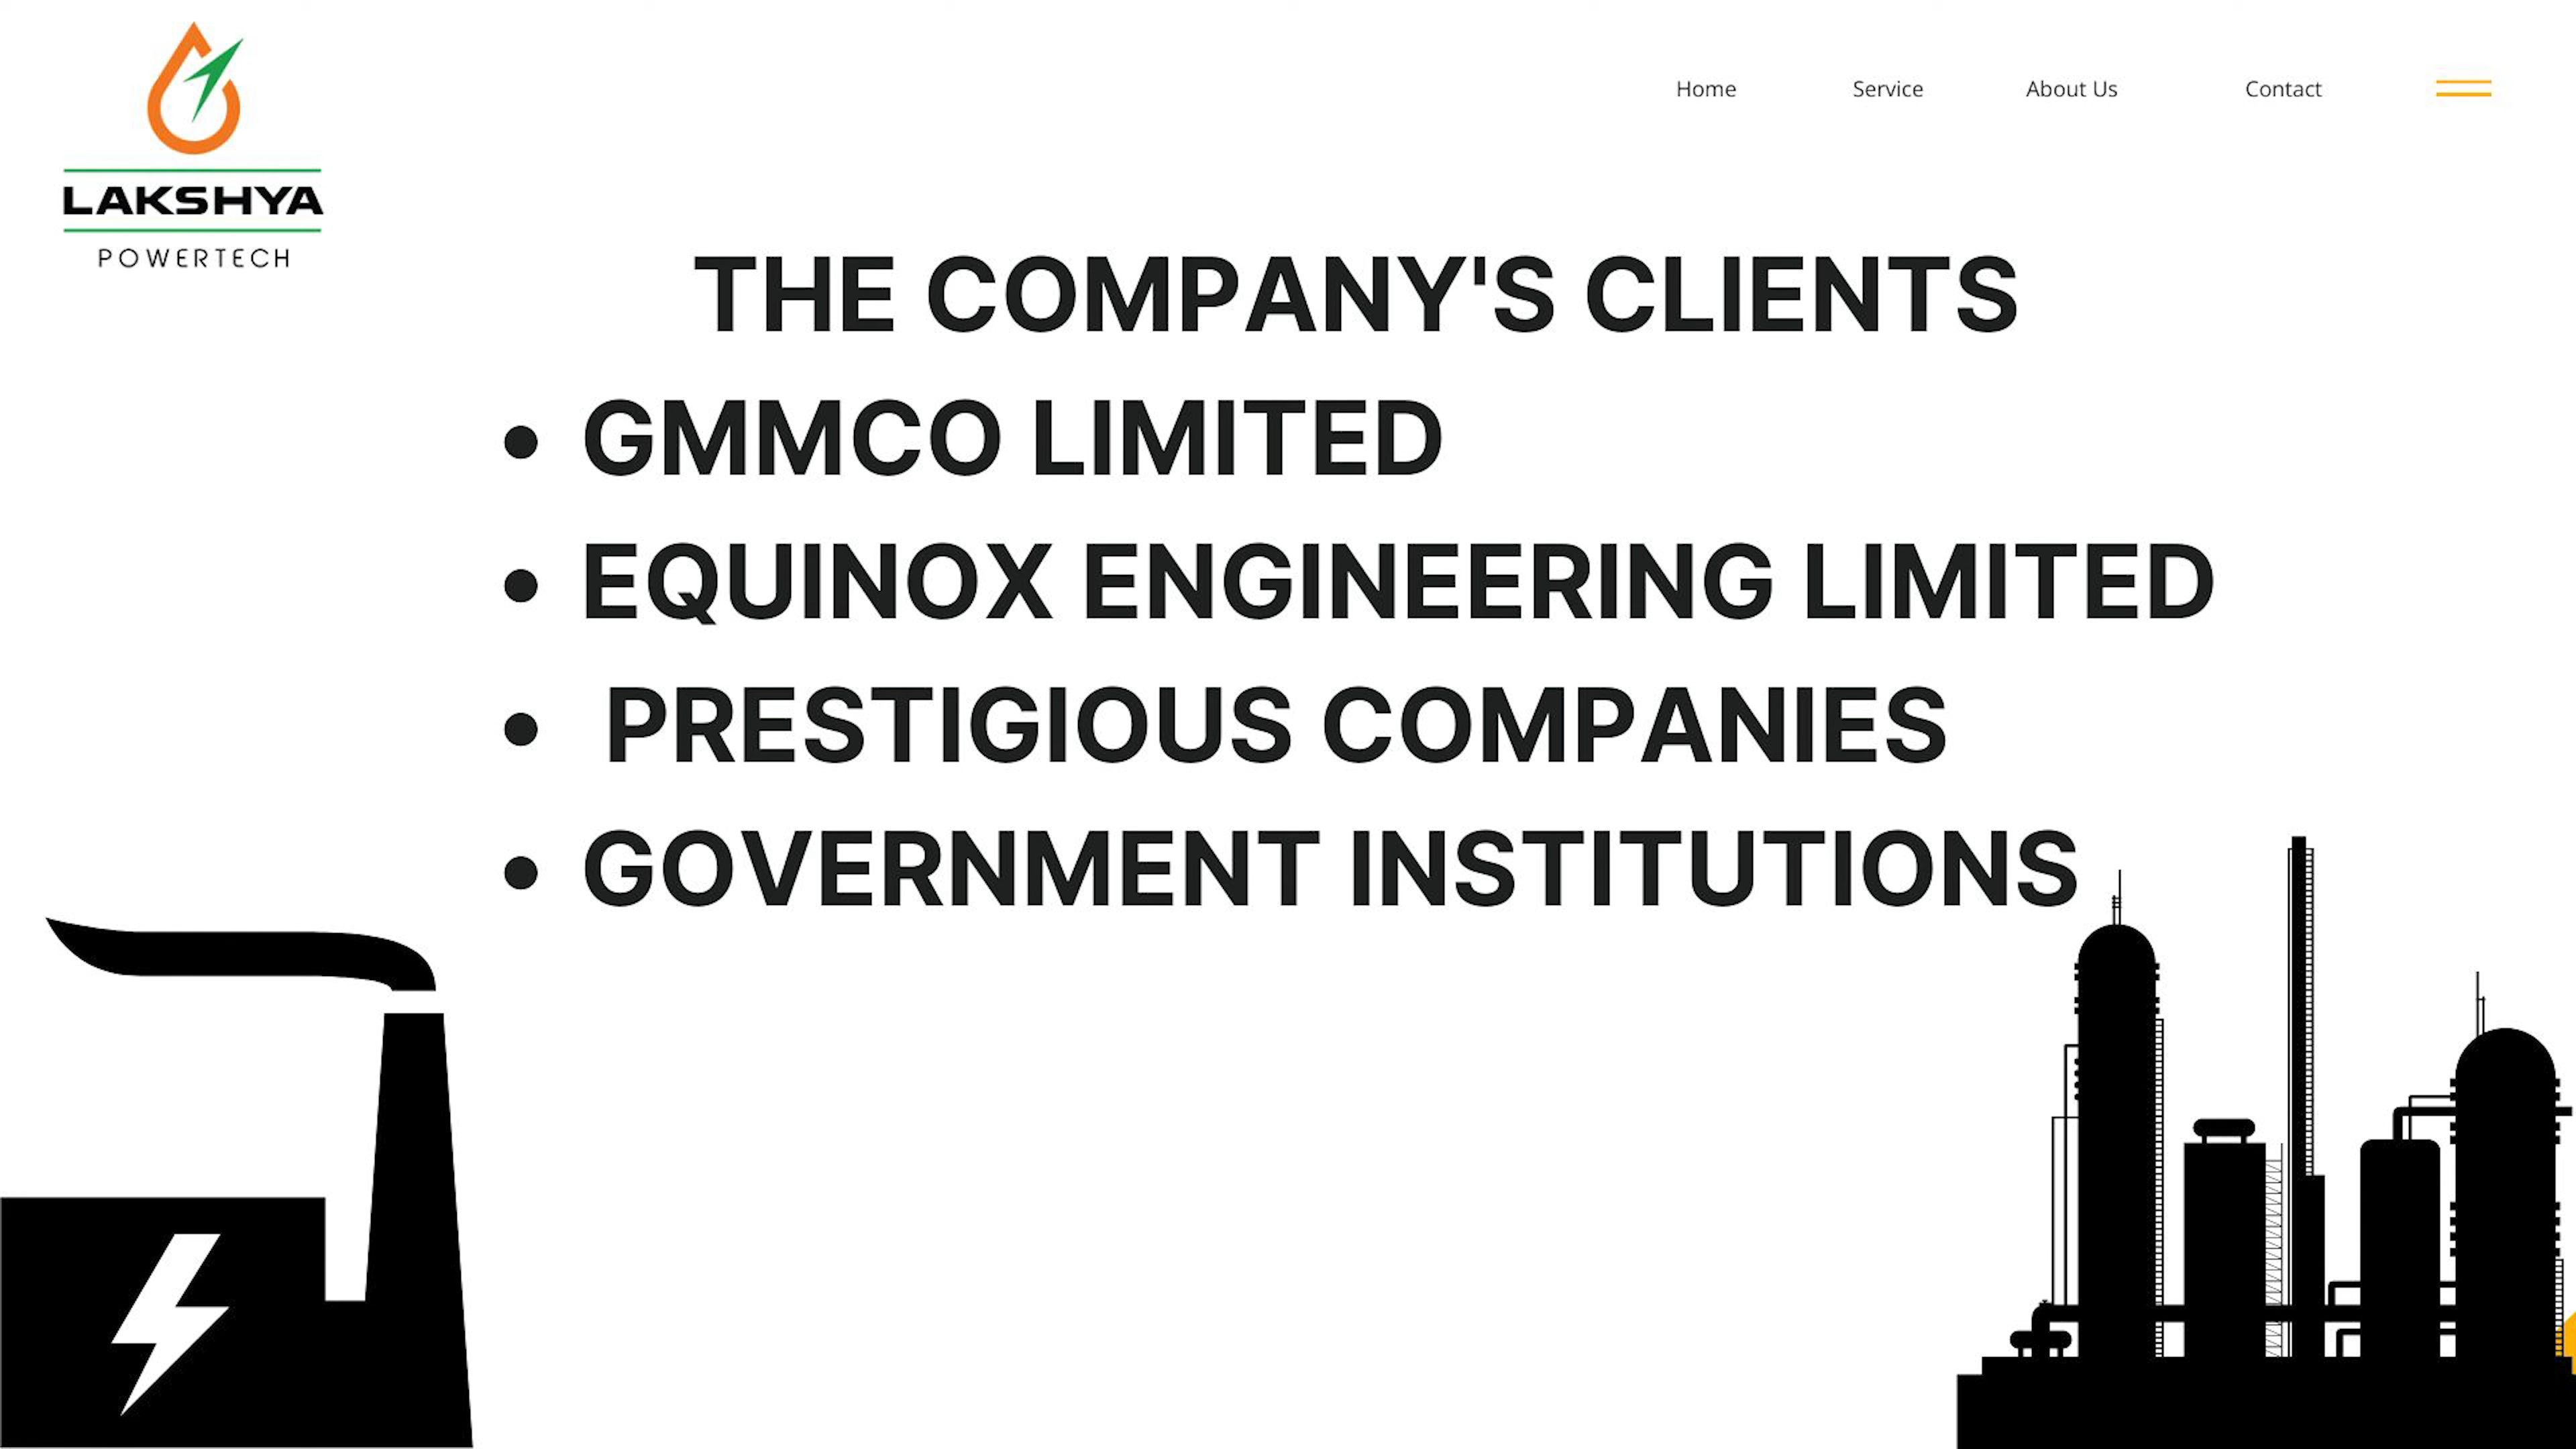 LAKSHYA
POWERTECH
Home Service About Us Contact
THE COMPANY'S CLIENTS
• GMMCO LIMITED
• EQUINOX ENGINEERING LIMITED
• PRESTIGIOUS COMPANIES
• GOVERNMENT INSTITUTIONS